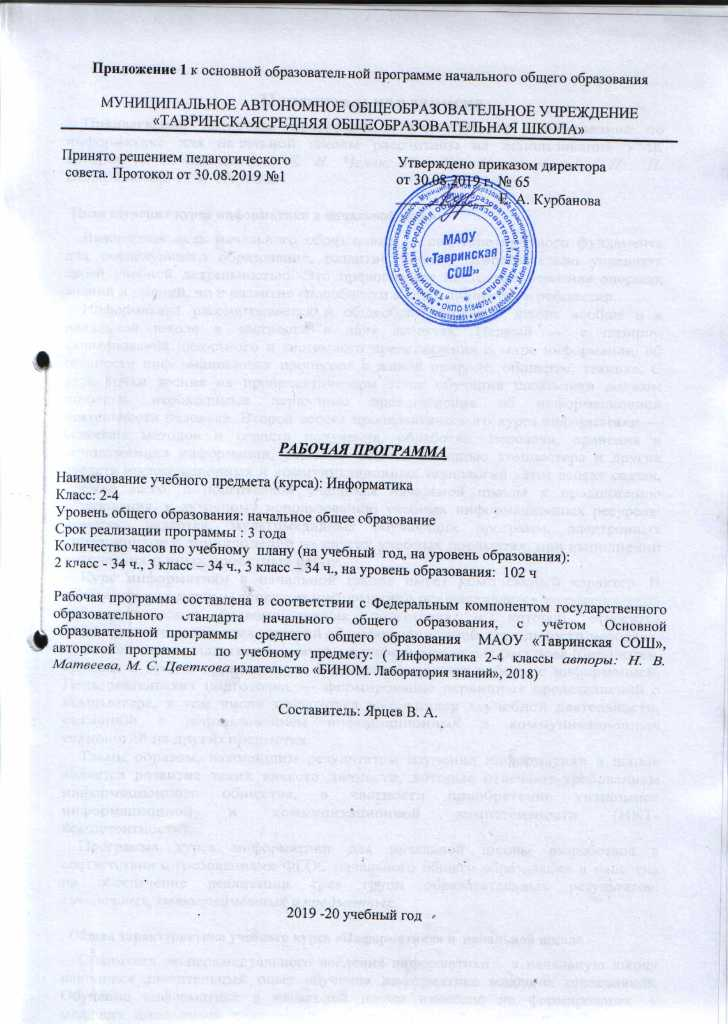 Приложение 1 к основной образовательной программе начального общего образования
МУНИЦИПАЛЬНОЕ АВТОНОМНОЕ ОБЩЕОБРАЗОВАТЕЛЬНОЕ УЧРЕЖДЕНИЕ
«ТАВРИНСКАЯСРЕДНЯЯ ОБЩЕОБРАЗОВАТЕЛЬНАЯ ШКОЛА»
Принято решением педагогического
совета. Протокол от 30.08.2019 №1
Утверждено приказом директора
от 30.08.2019 г. № 65
Е. А. Курбанова
МАОУ
«Тавринская
СОШ»
РАБОЧАЯ ПРОГРАММА
Наименование учебного предмета (курса): Информатика
Класс: 2-4
Уровень общего образования: начальное общее образование
Срок реализации программы : 3 года
Количество часов по учебному плану (на учебный год, на уровень образования):
2 класс - 34 ч., 3 класс – 34 ч., 3 класс – 34 ч., на уровень образования: 102 ч
Рабочая программа составлена в соответствии с Федеральным компонентом государственного
образовательного стандарта начального общего образования, с учётом Основной
образовательной программы среднего общего образования МАОУ «Тавринская СОШ»,
авторской программы по учебному предмету: ( Информатика 2-4 классы авторы: Н. В.
Матвеева, М. С. Цветкова издательство «БИНОМ. Лаборатория знаний», 2018)
Составитель: Ярцев В. А.
2019 -20 учебный год